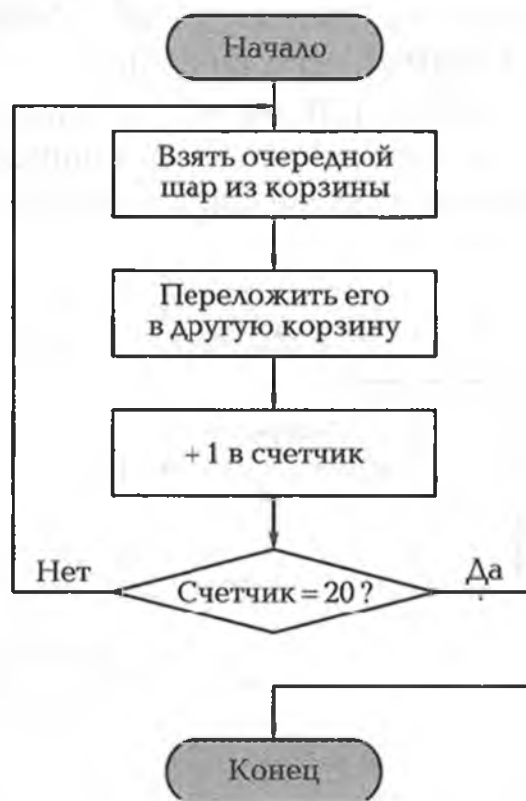 Начало
Взять очередной
шар из корзины
Переложить его
в другую корзину
+ 1 в счетчик
Нет
Счетчик = 20 ?
Да
Конец